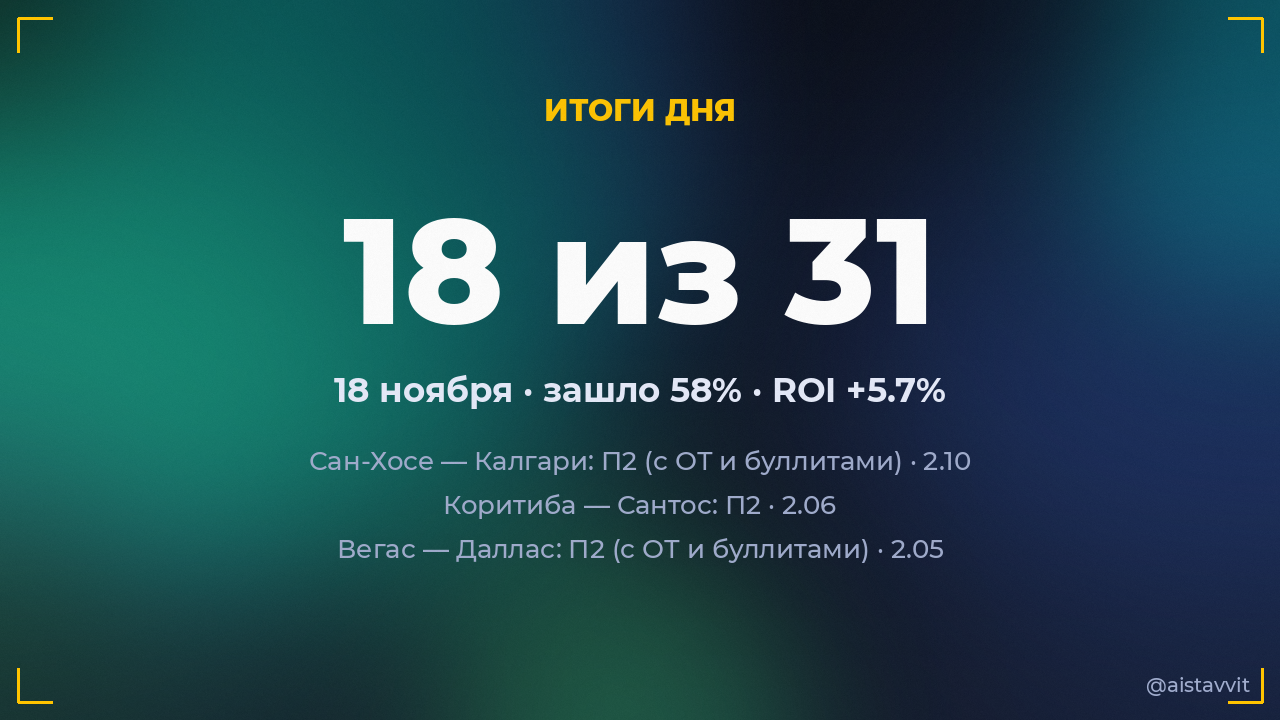 ИТОГИ ДНЯ
18 из 31
18 ноября · зашло 58% · ROI +5.7%
Сан-Хосе — Калгари: П2 (с ОТ и буллитами) · 2.10
Коритиба — Сантос: П2 · 2.06
Вегас — Даллас: П2 (с ОТ и буллитами) · 2.05
@aistavvit